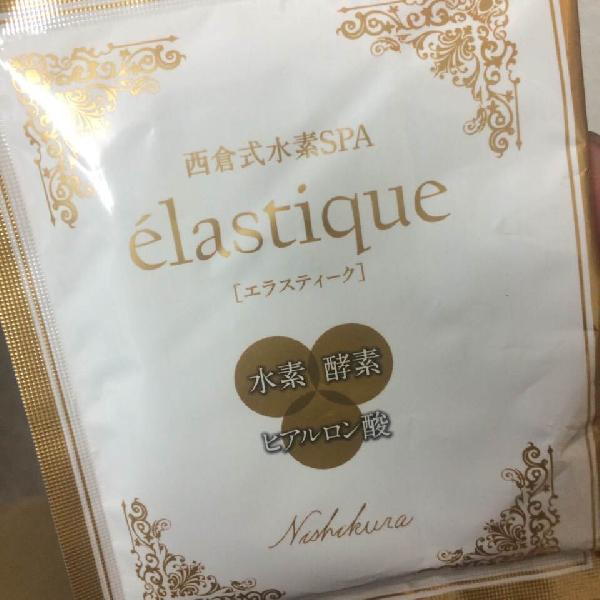 西倉式水素SPA
élastique
[エラスティーク]
水素 酵素
ヒアルロン酸
Nishikura